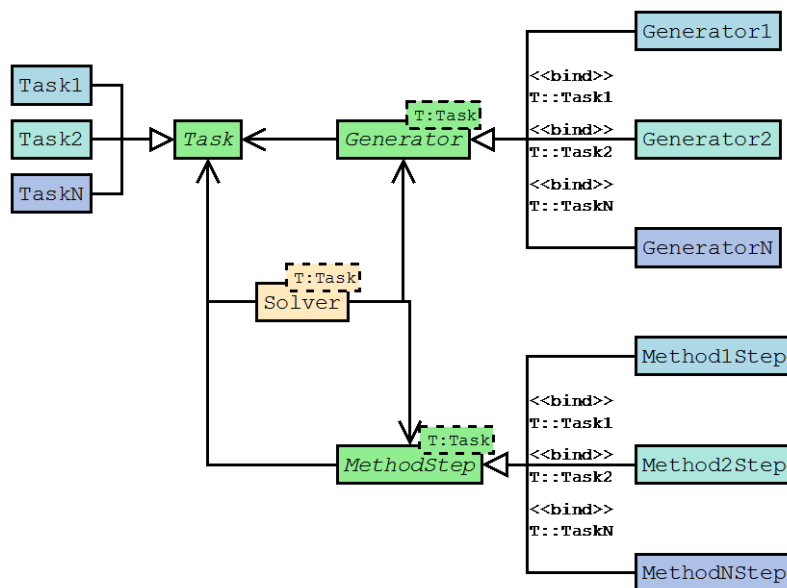 Generator1
Task1
<<bind>>
T::Task1
T:Task
Task2
Task
Generator
<<bind>>
T::Task2
Generator2
TaskN
<<bind>>
T::TaskN
GeneratorN
T:Task
Solver
Method1Step
<<bind>>
T::Task1
T:Task
MethodStep
<<bind>>
T::Task2
Method2Step
<<bind>>
T::TaskN
MethodNStep